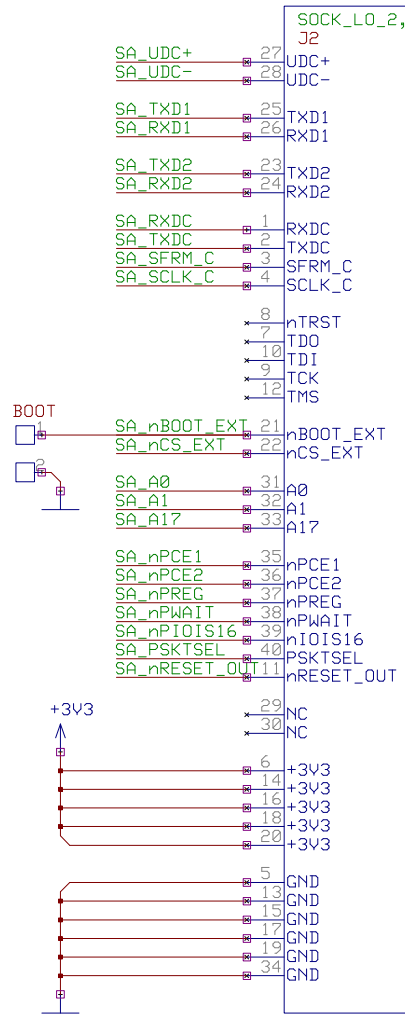 SOCK_LO_2,
J2
SA_UDC+ 27 UDC+
SA_UDC- 28 UDC-
SA_TXD1 25 TXD1
SA_RXD1 26 RXD1
SA_TXD2 23 TXD2
SA_RXD2 24 RXD2
SA_RXDC 1 RXDC
SA_TXDC 2 TXDC
SA_SFRM_C 3 SFRM_C
SA_SCLK_C 4 SCLK_C
8 nTRST
7 TDO
10 TDI
9 TCK
12 TMS
BOOT
1 SA_nBOOT_EXT 21 nBOOT_EXT
SA_nCS_EXT 22 nCS_EXT
2
SA_A0 31 A0
SA_A1 32 A1
SA_A17 33 A17
SA_nPCE1 35 nPCE1
SA_nPCE2 36 nPCE2
SA_nPREG 37 nPREG
SA_nPWAIT 38 nPWAIT
SA_nPIOIS16 39 nIOIS16
SA_PSKTSEL 40 PSKTSEL
SA_nRESET_OUT 11 nRESET_OUT
29 NC
30 NC
+3V3
6 +3V3
14 +3V3
16 +3V3
18 +3V3
20 +3V3
5 GND
13 GND
15 GND
17 GND
19 GND
34 GND